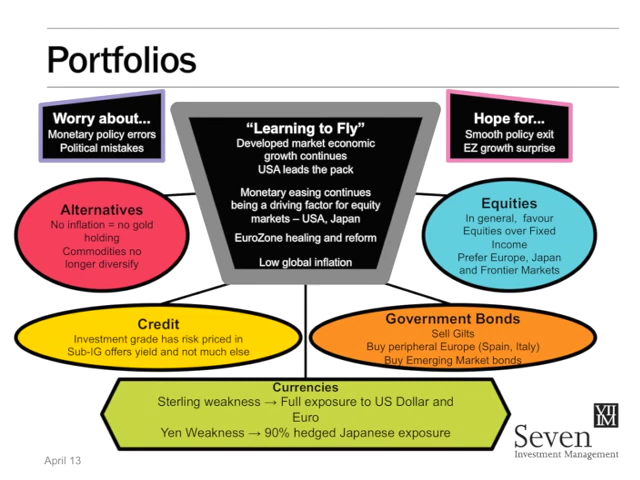 Portfolios
Worry about...
Monetary policy errors
Political mistakes
“Learning to Fly”
Developed market economic
growth continues
USA leads the pack
Monetary easing continues
being a driving factor for equity
markets – USA, Japan
EuroZone healing and reform
Low global inflation
Hope for...
Smooth policy exit
EZ growth surprise
Alternatives
No inflation = no gold
holding
Commodities no
longer diversify
Equities
In general, favour
Equities over Fixed
Income
Prefer Europe, Japan
and Frontier Markets
Credit
Investment grade has risk priced in
Sub-IG offers yield and not much else
Government Bonds
Sell Gilts
Buy peripheral Europe (Spain, Italy)
Buy Emerging Market bonds
Currencies
Sterling weakness → Full exposure to US Dollar and
Euro
Yen Weakness → 90% hedged Japanese exposure
April 13
VII
IM
Seven
Investment Management